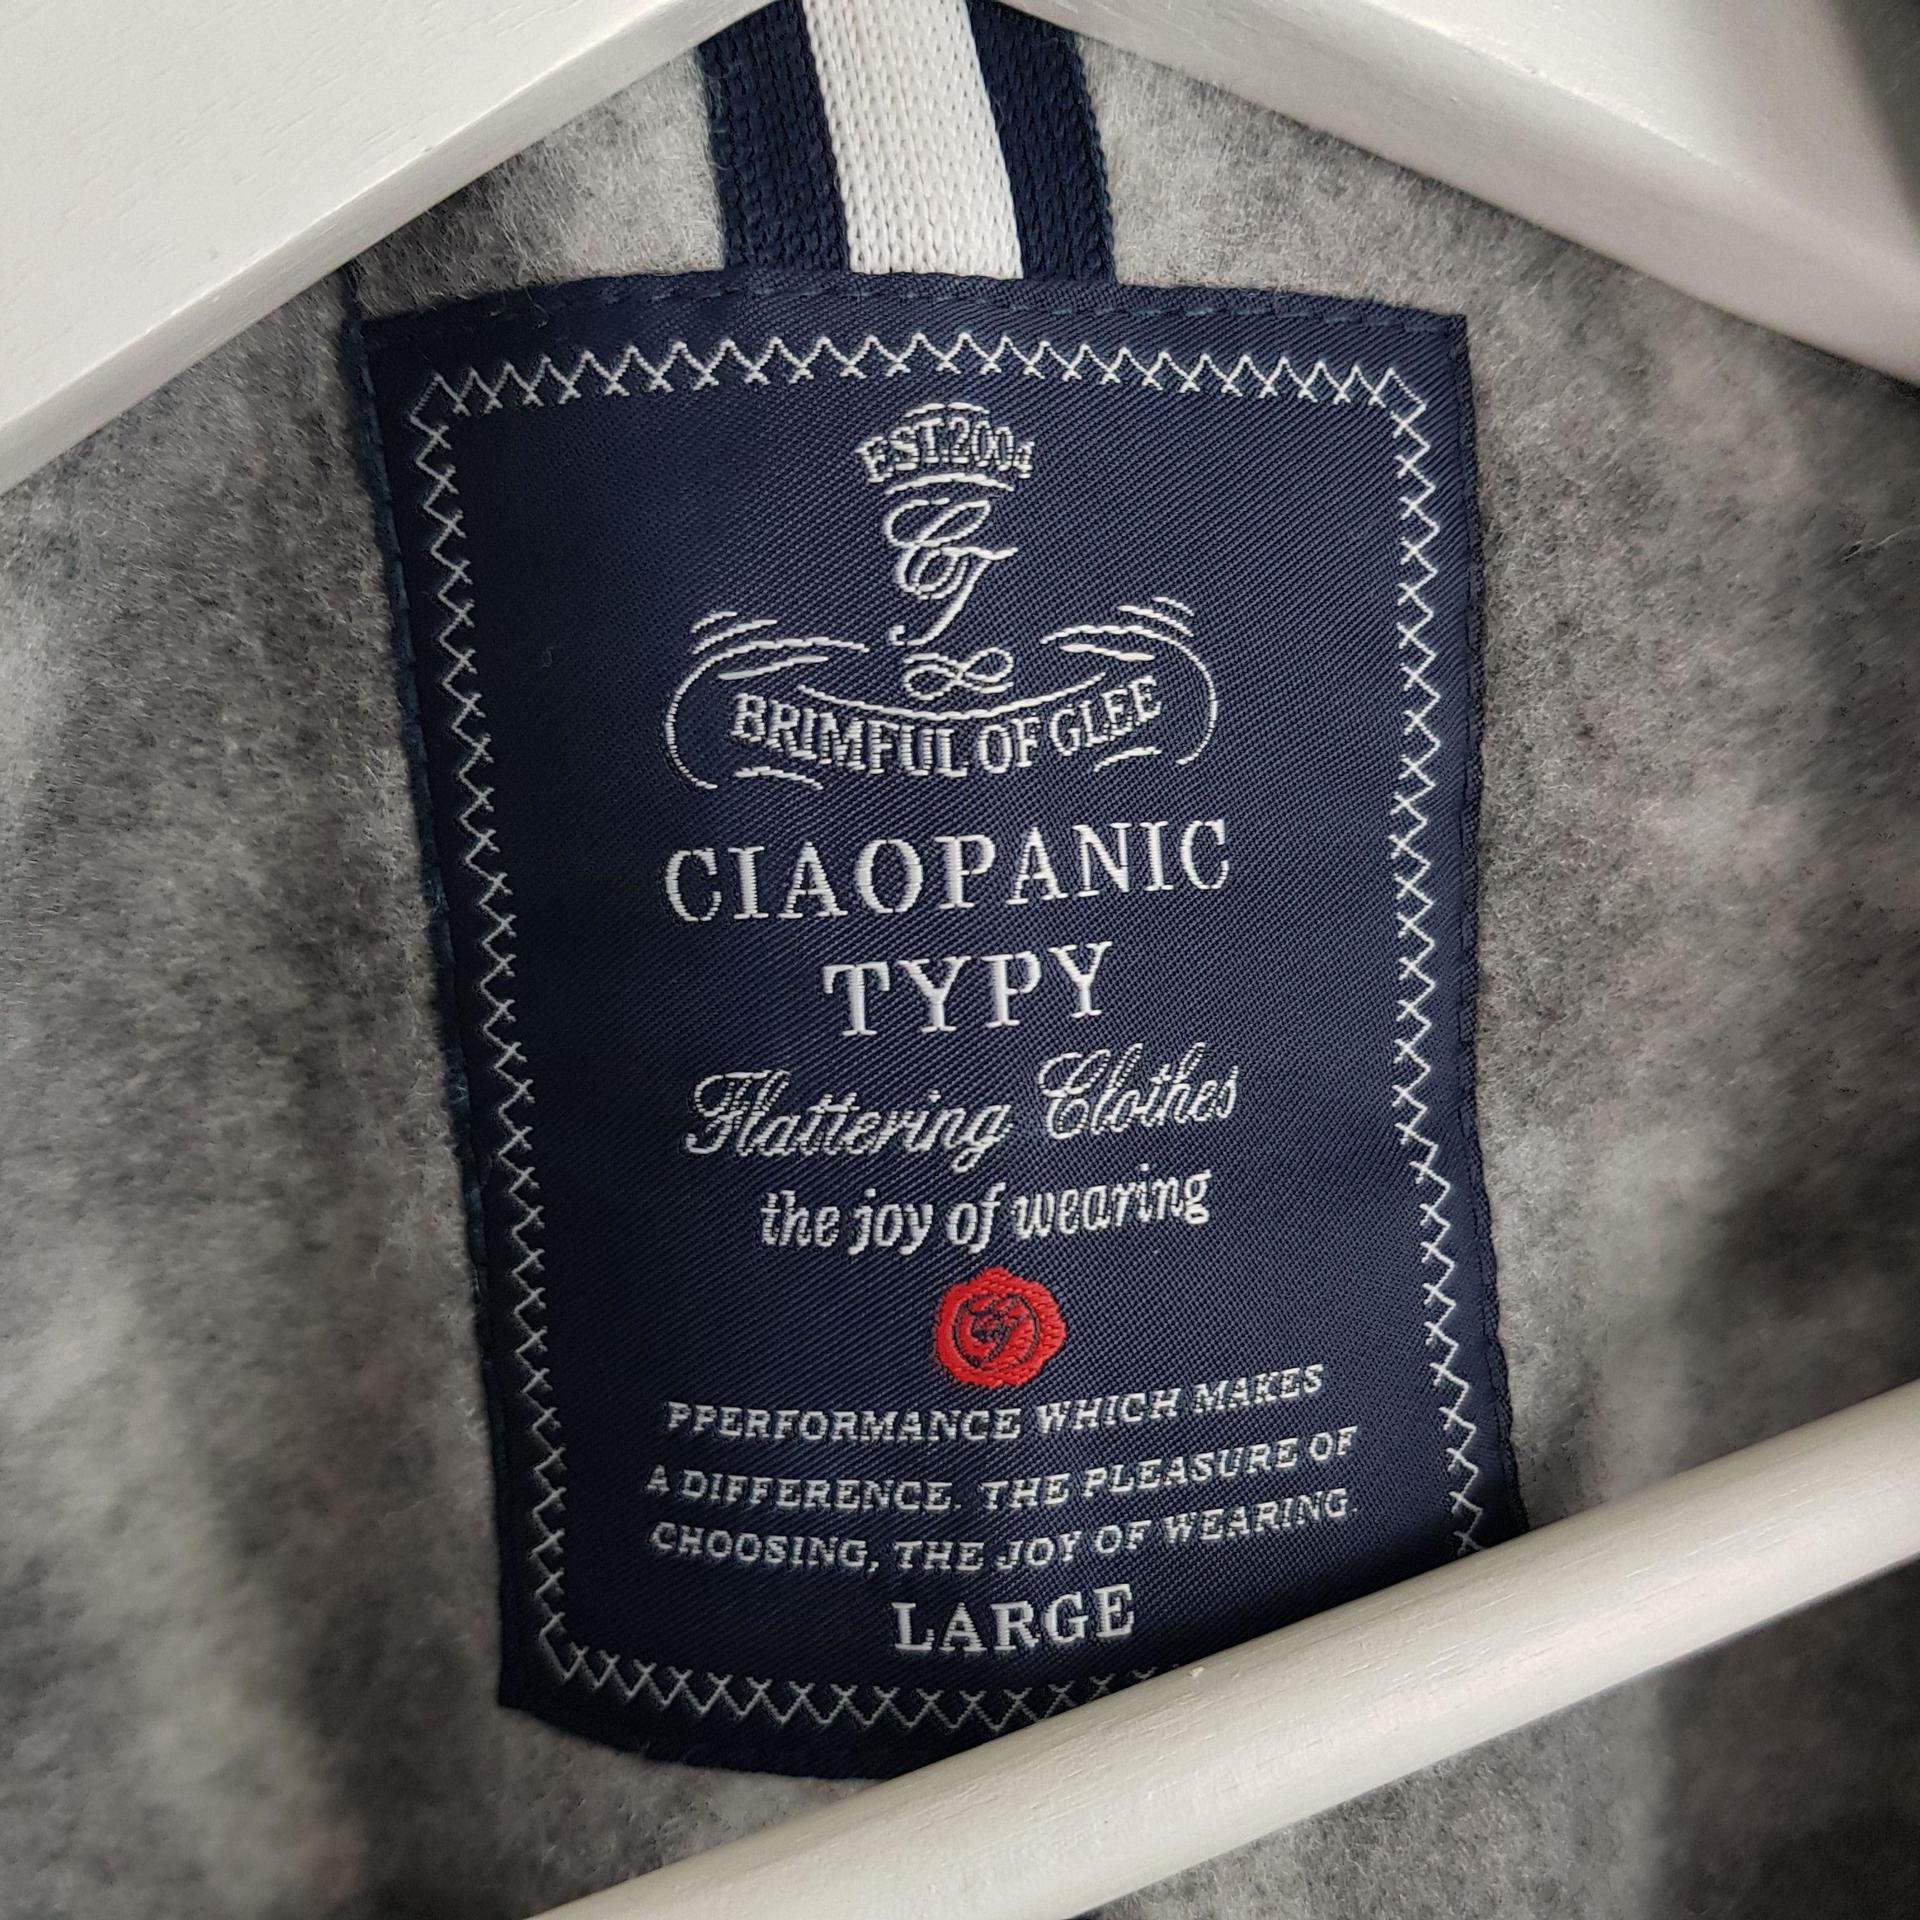 EST.2004
CT
BRIMFUL OF GLEE
CIAOPANIC
TYPY
Flattering Clothes
the joy of wearing
CT
PFERFORMANCE WHICH MAKES
A DIFFERENCE. THE PLEASURE OF
CHOOSING, THE JOY OF WEARING.
LARGE